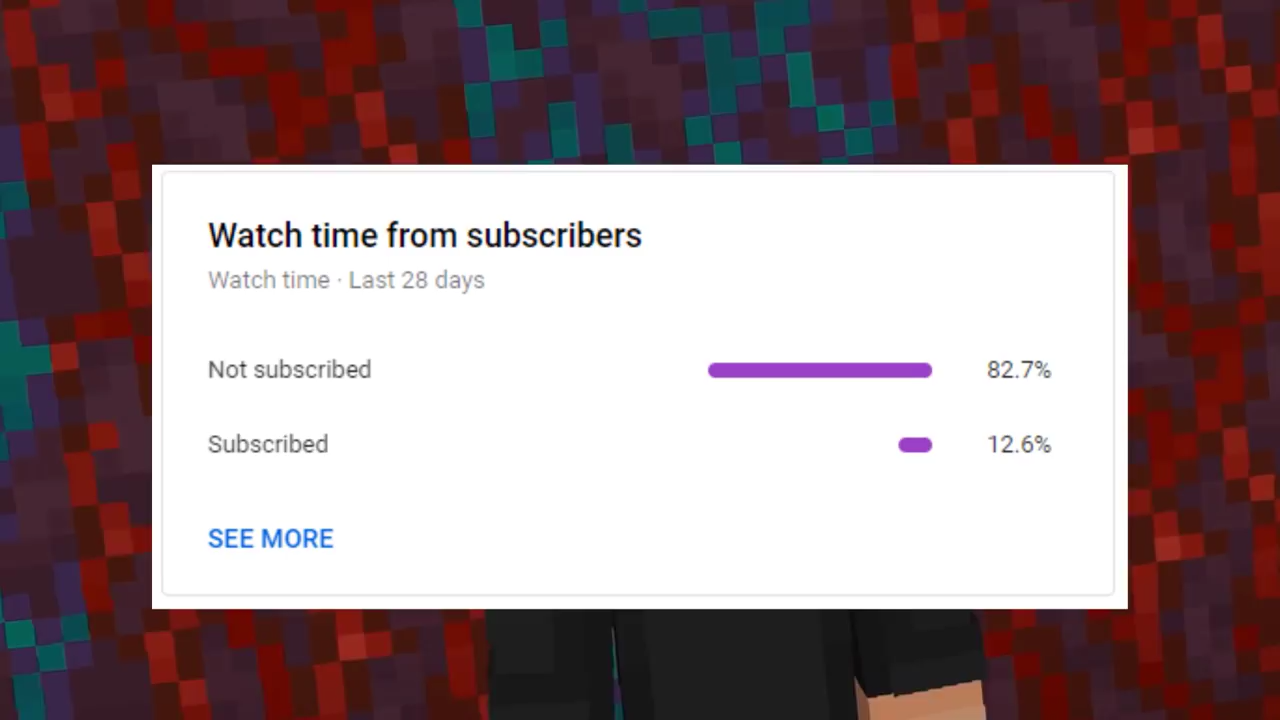 Watch time from subscribers
Watch time · Last 28 days
Not subscribed 82.7%
Subscribed 12.6%
SEE MORE